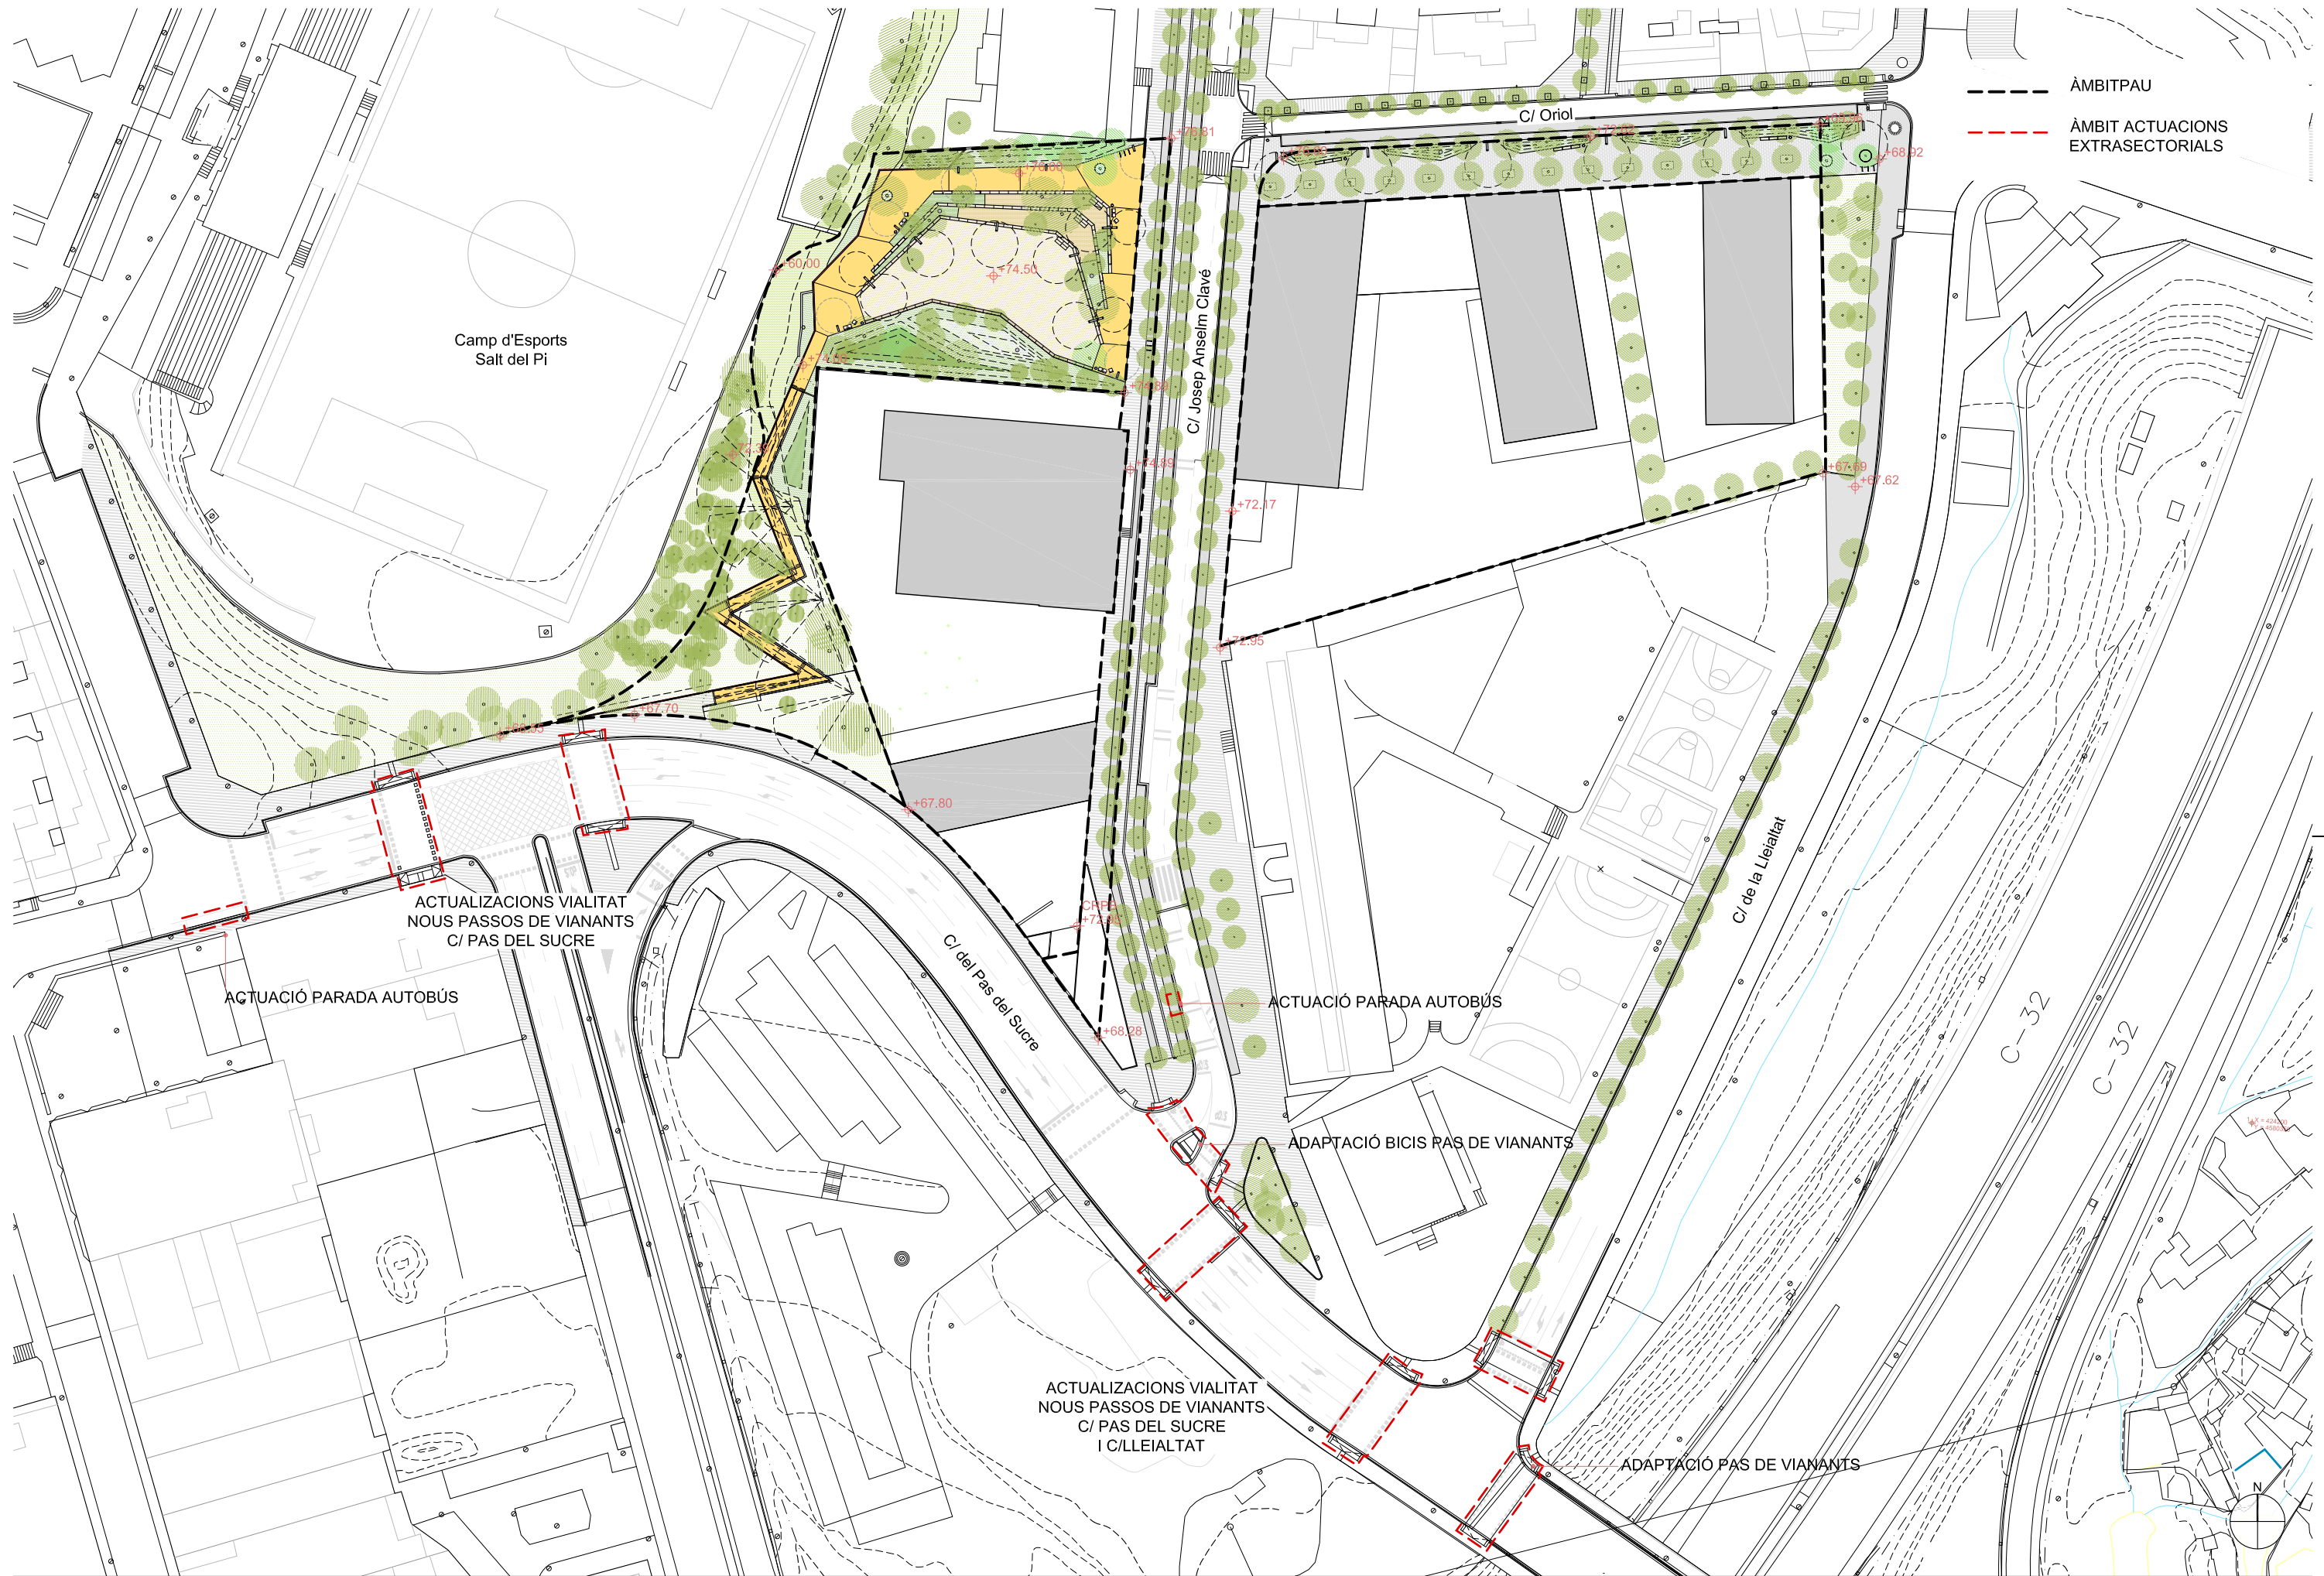 ÀMBITPAU
ÀMBIT ACTUACIONS
EXTRASECTORIALS
C/ Oriol
+76.81
+68.92
+74.50
+60.00
Camp d'Esports
Salt del Pi
C/ Josep Anselm Clavé
+74.89
+72.17
+67.69
+67.62
+72.95
+67.70
+67.80
C/ de la Lleialtat
ACTUALIZACIONS VIALITAT
NOUS PASSOS DE VIANANTS
C/ PAS DEL SUCRE
C/ del Pas del Sucre
ACTUACIÓ PARADA AUTOBÚS
ACTUACIÓ PARADA AUTOBÚS
+68.28
C-32
C-32
ADAPTACIÓ BICIS PAS DE VIANANTS
ACTUALIZACIONS VIALITAT
NOUS PASSOS DE VIANANTS
C/ PAS DEL SUCRE
I C/LLEIALTAT
ADAPTACIÓ PAS DE VIANANTS
N